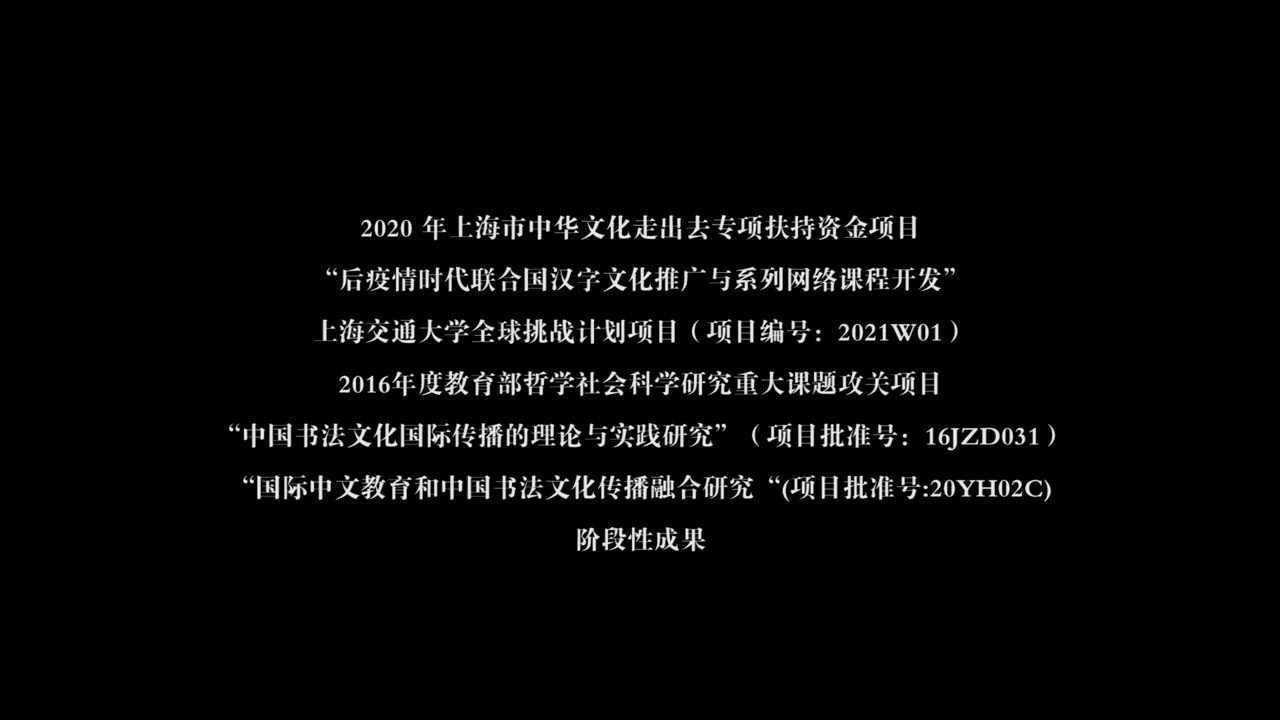 2020 年上海市中华文化走出去专项扶持资金项目
“后疫情时代联合国汉字文化推广与系列网络课程开发”
上海交通大学全球挑战计划项目（项目编号：2021W01）
2016年度教育部哲学社会科学研究重大课题攻关项目
“中国书法文化国际传播的理论与实践研究”（项目批准号：16JZD031）
“国际中文教育和中国书法文化传播融合研究“(项目批准号:20YH02C)
阶段性成果